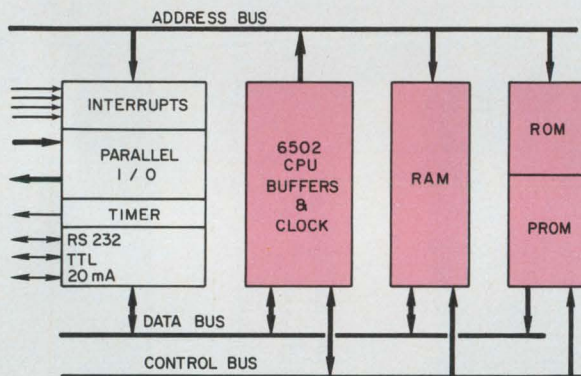 ADDRESS BUS
INTERRUPTS
PARALLEL
I / O
TIMER
RS 232
TTL
20 mA
6502
CPU
BUFFERS
&
CLOCK
RAM
ROM
PROM
DATA BUS
CONTROL BUS